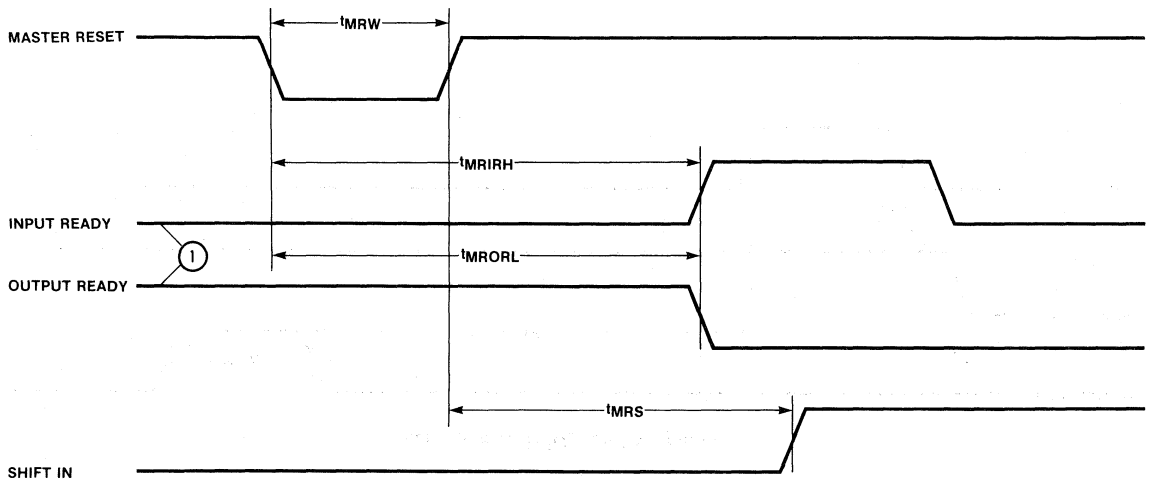 tMRW
MASTER RESET
tMRIRH
INPUT READY
1
tMRORL
OUTPUT READY
tMRS
SHIFT IN